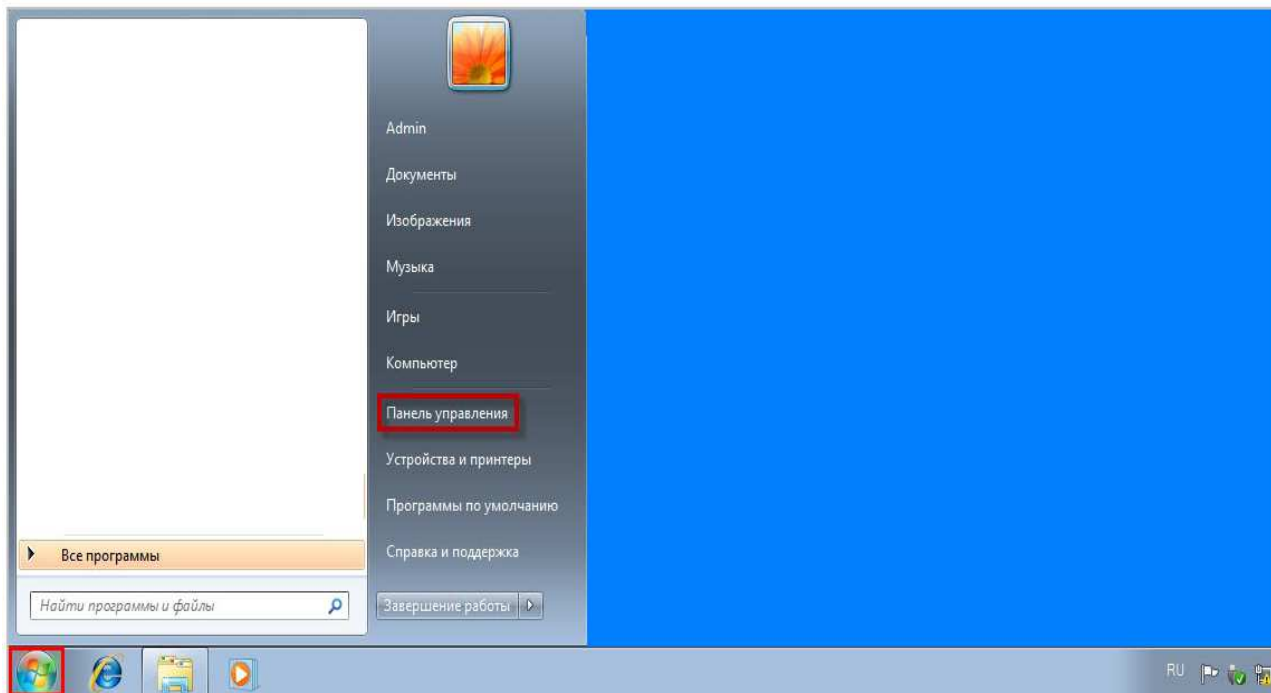 Admin
Документы
Изображения
Музыка
Игры
Компьютер
Панель управления
Устройства и принтеры
Программы по умолчанию
Справка и поддержка
Все программы
Найти программы и файлы
Завершение работы
RU